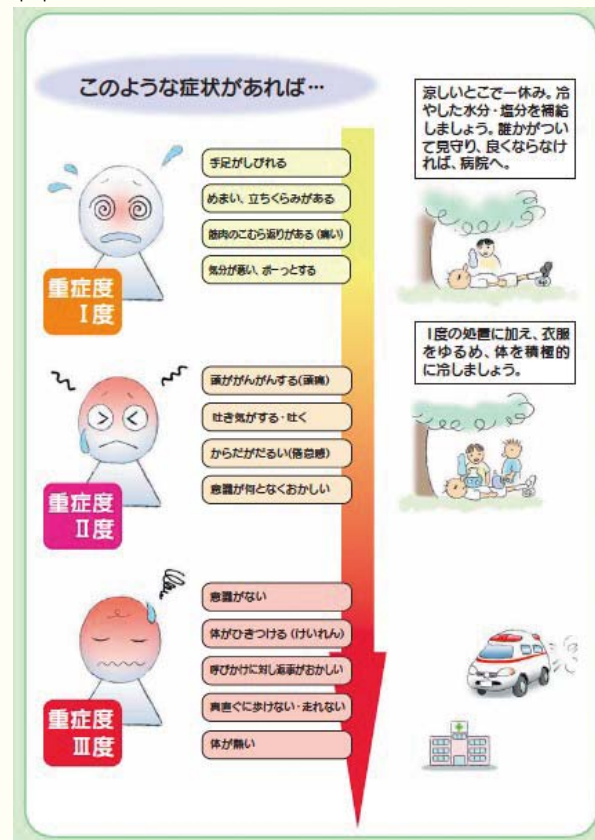 このような症状があれば…
涼しいとこで一休み。冷
やした水分・塩分を補給
しましょう。誰かがつい
て見守り、良くならなけ
れば、病院へ。
手足がしびれる
めまい、立ちくらみがある
筋肉のこむら返りがある(痛い)
気分が悪い、ボーっとする
重症度
Ⅰ度
Ⅰ度の処置に加え、衣服
をゆるめ、体を積極的
に冷しましょう。
頭ががんがんする(頭痛)
吐き気がする・吐く
からだがだるい(倦怠感)
意識が何となくおかしい
重症度
Ⅱ度
意識がない
体がひきつける(けいれん)
呼びかけに対し返事がおかしい
真直ぐに歩けない・走れない
体が熱い
重症度
Ⅲ度